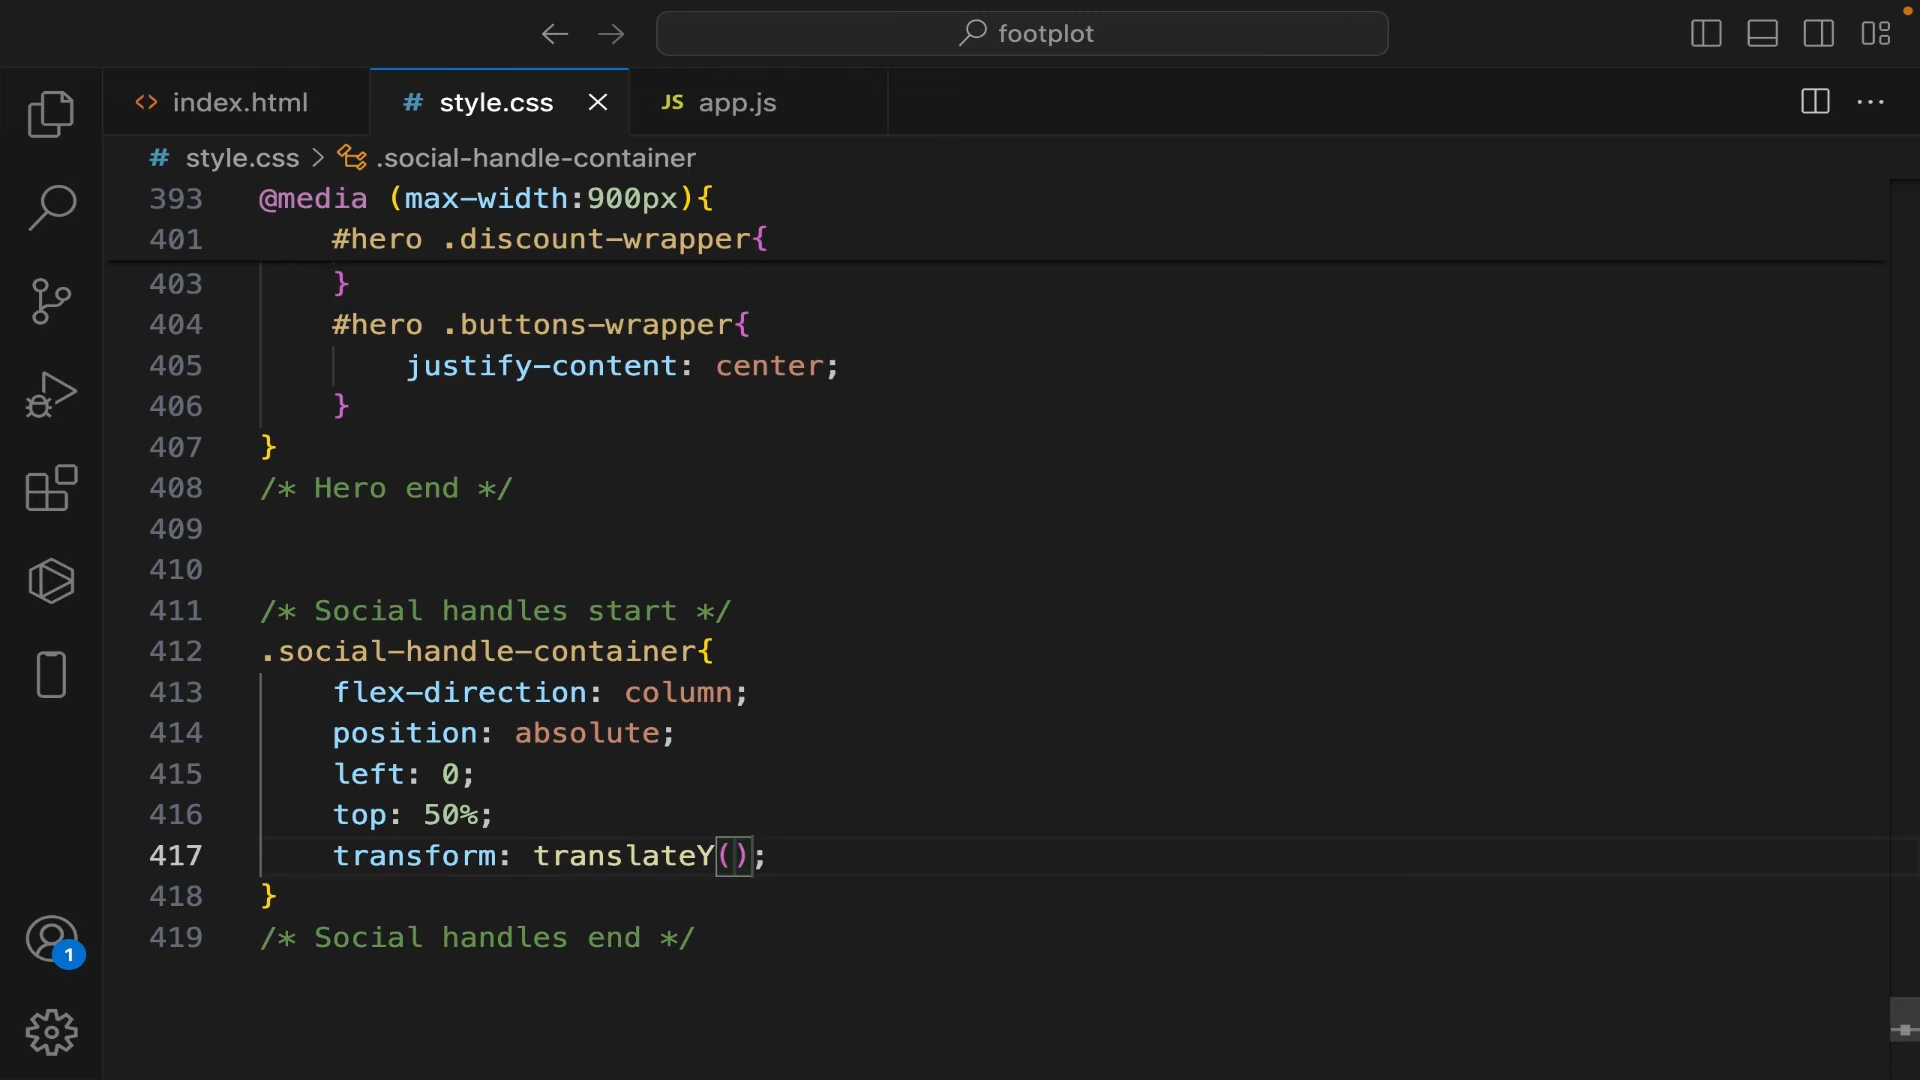 footplot
<> index.html
# style.css
JS app.js
# style.css > .social-handle-container
393 @media (max-width:900px){
401 #hero .discount-wrapper{
403 }
404 #hero .buttons-wrapper{
405 justify-content: center;
406 }
407 }
408 /* Hero end */
409
410
411 /* Social handles start */
412 .social-handle-container{
413 flex-direction: column;
414 position: absolute;
415 left: 0;
416 top: 50%;
417 transform: translateY();
418 }
419 /* Social handles end */
1